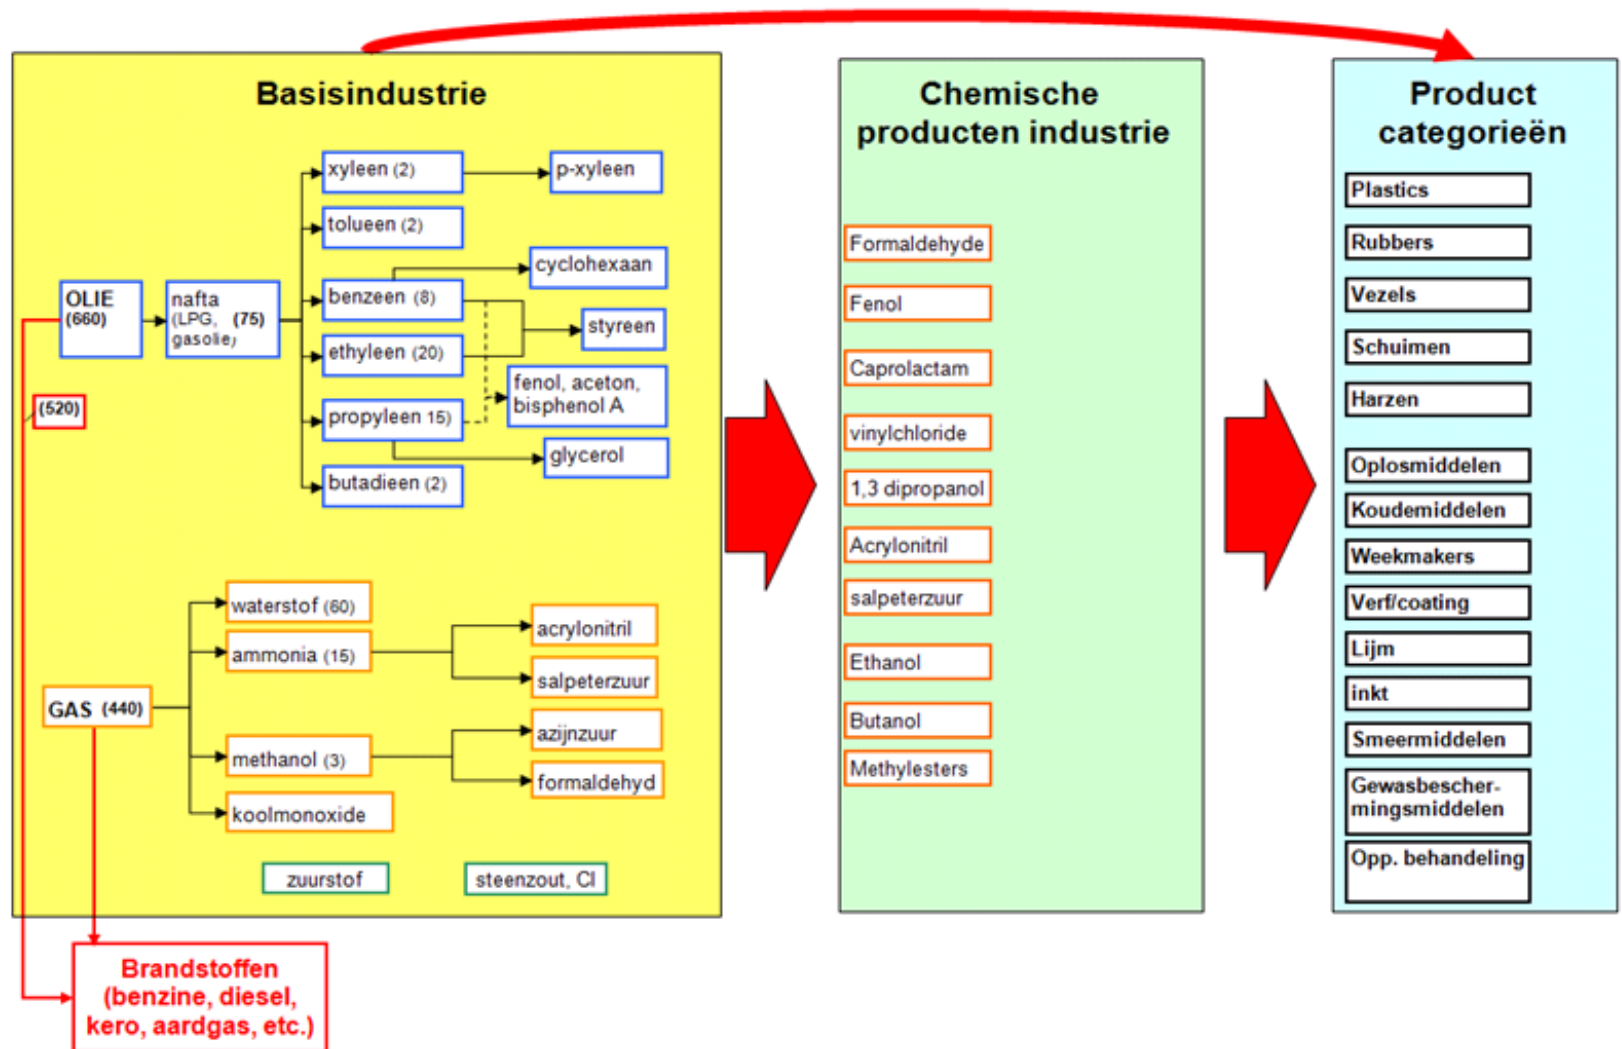 Basisindustrie
xyleen (2)
p-xyleen
tolueen (2)
cyclohexaan
benzeen (8)
OLIE
(660)
nafta
(LPG, (75)
gasolie)
styreen
ethyleen (20)
fenol, aceton,
bisphenol A
(520)
propyleen 15)
glycerol
butadieen (2)
waterstof (60)
acrylonitril
ammonia (15)
salpeterzuur
GAS (440)
azijnzuur
methanol (3)
formaldehyd
koolmonoxide
zuurstof
steenzout, Cl
Brandstoffen
(benzine, diesel,
kero, aardgas, etc.)
Chemische
producten industrie
Formaldehyde
Fenol
Caprolactam
vinylchloride
1,3 dipropanol
Acrylonitril
salpeterzuur
Ethanol
Butanol
Methylesters
Product
categorieën
Plastics
Rubbers
Vezels
Schuimen
Harzen
Oplosmiddelen
Koudemiddelen
Weekmakers
Verf/coating
Lijm
inkt
Smeermiddelen
Gewasbescher-
mingsmiddelen
Opp. behandeling